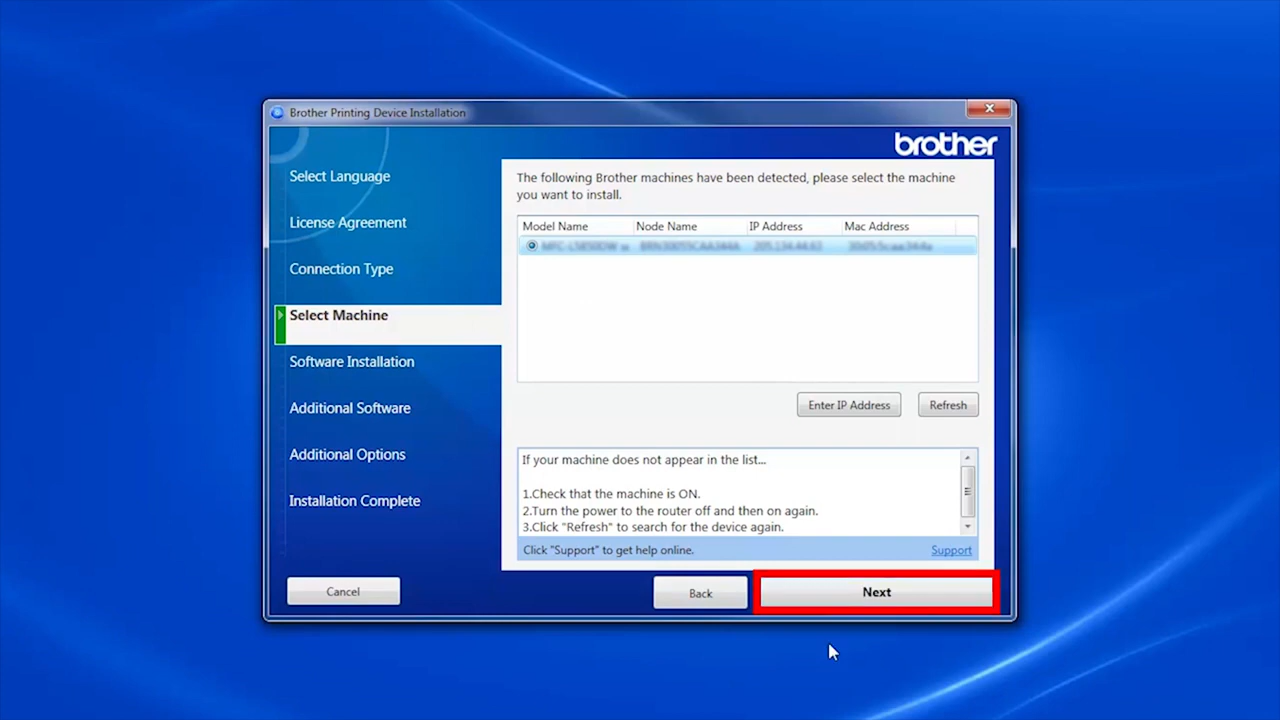 Brother Printing Device Installation
brother
Select Language
License Agreement
Connection Type
Select Machine
Software Installation
Additional Software
Additional Options
Installation Complete
The following Brother machines have been detected, please select the machine
you want to install.
Model Name Node Name IP Address Mac Address
Enter IP Address Refresh
If your machine does not appear in the list...
1.Check that the machine is ON.
2.Turn the power to the router off and then on again.
3.Click "Refresh" to search for the device again.
Click "Support" to get help online. Support
Cancel Back Next